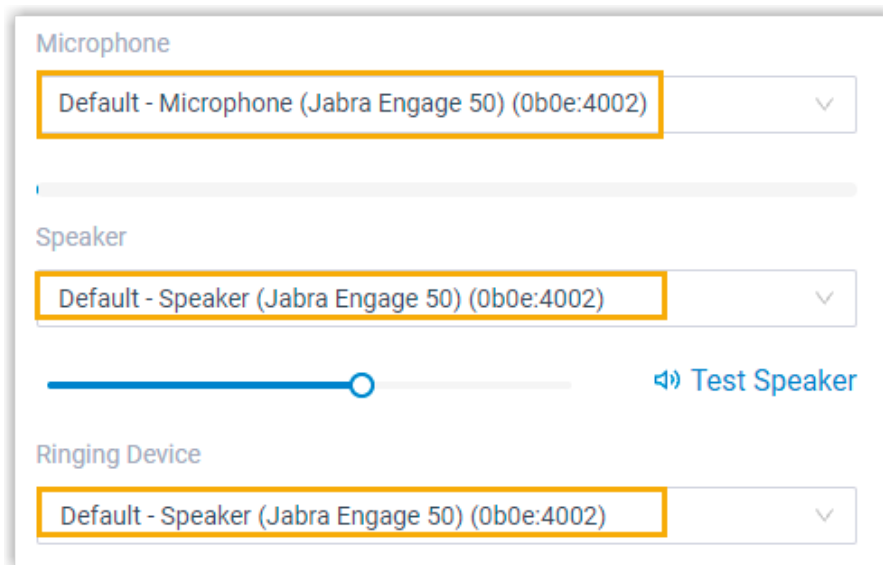 Microphone
Default - Microphone (Jabra Engage 50) (0b0e:4002)
Speaker
Default - Speaker (Jabra Engage 50) (0b0e:4002)
Test Speaker
Ringing Device
Default - Speaker (Jabra Engage 50) (0b0e:4002)